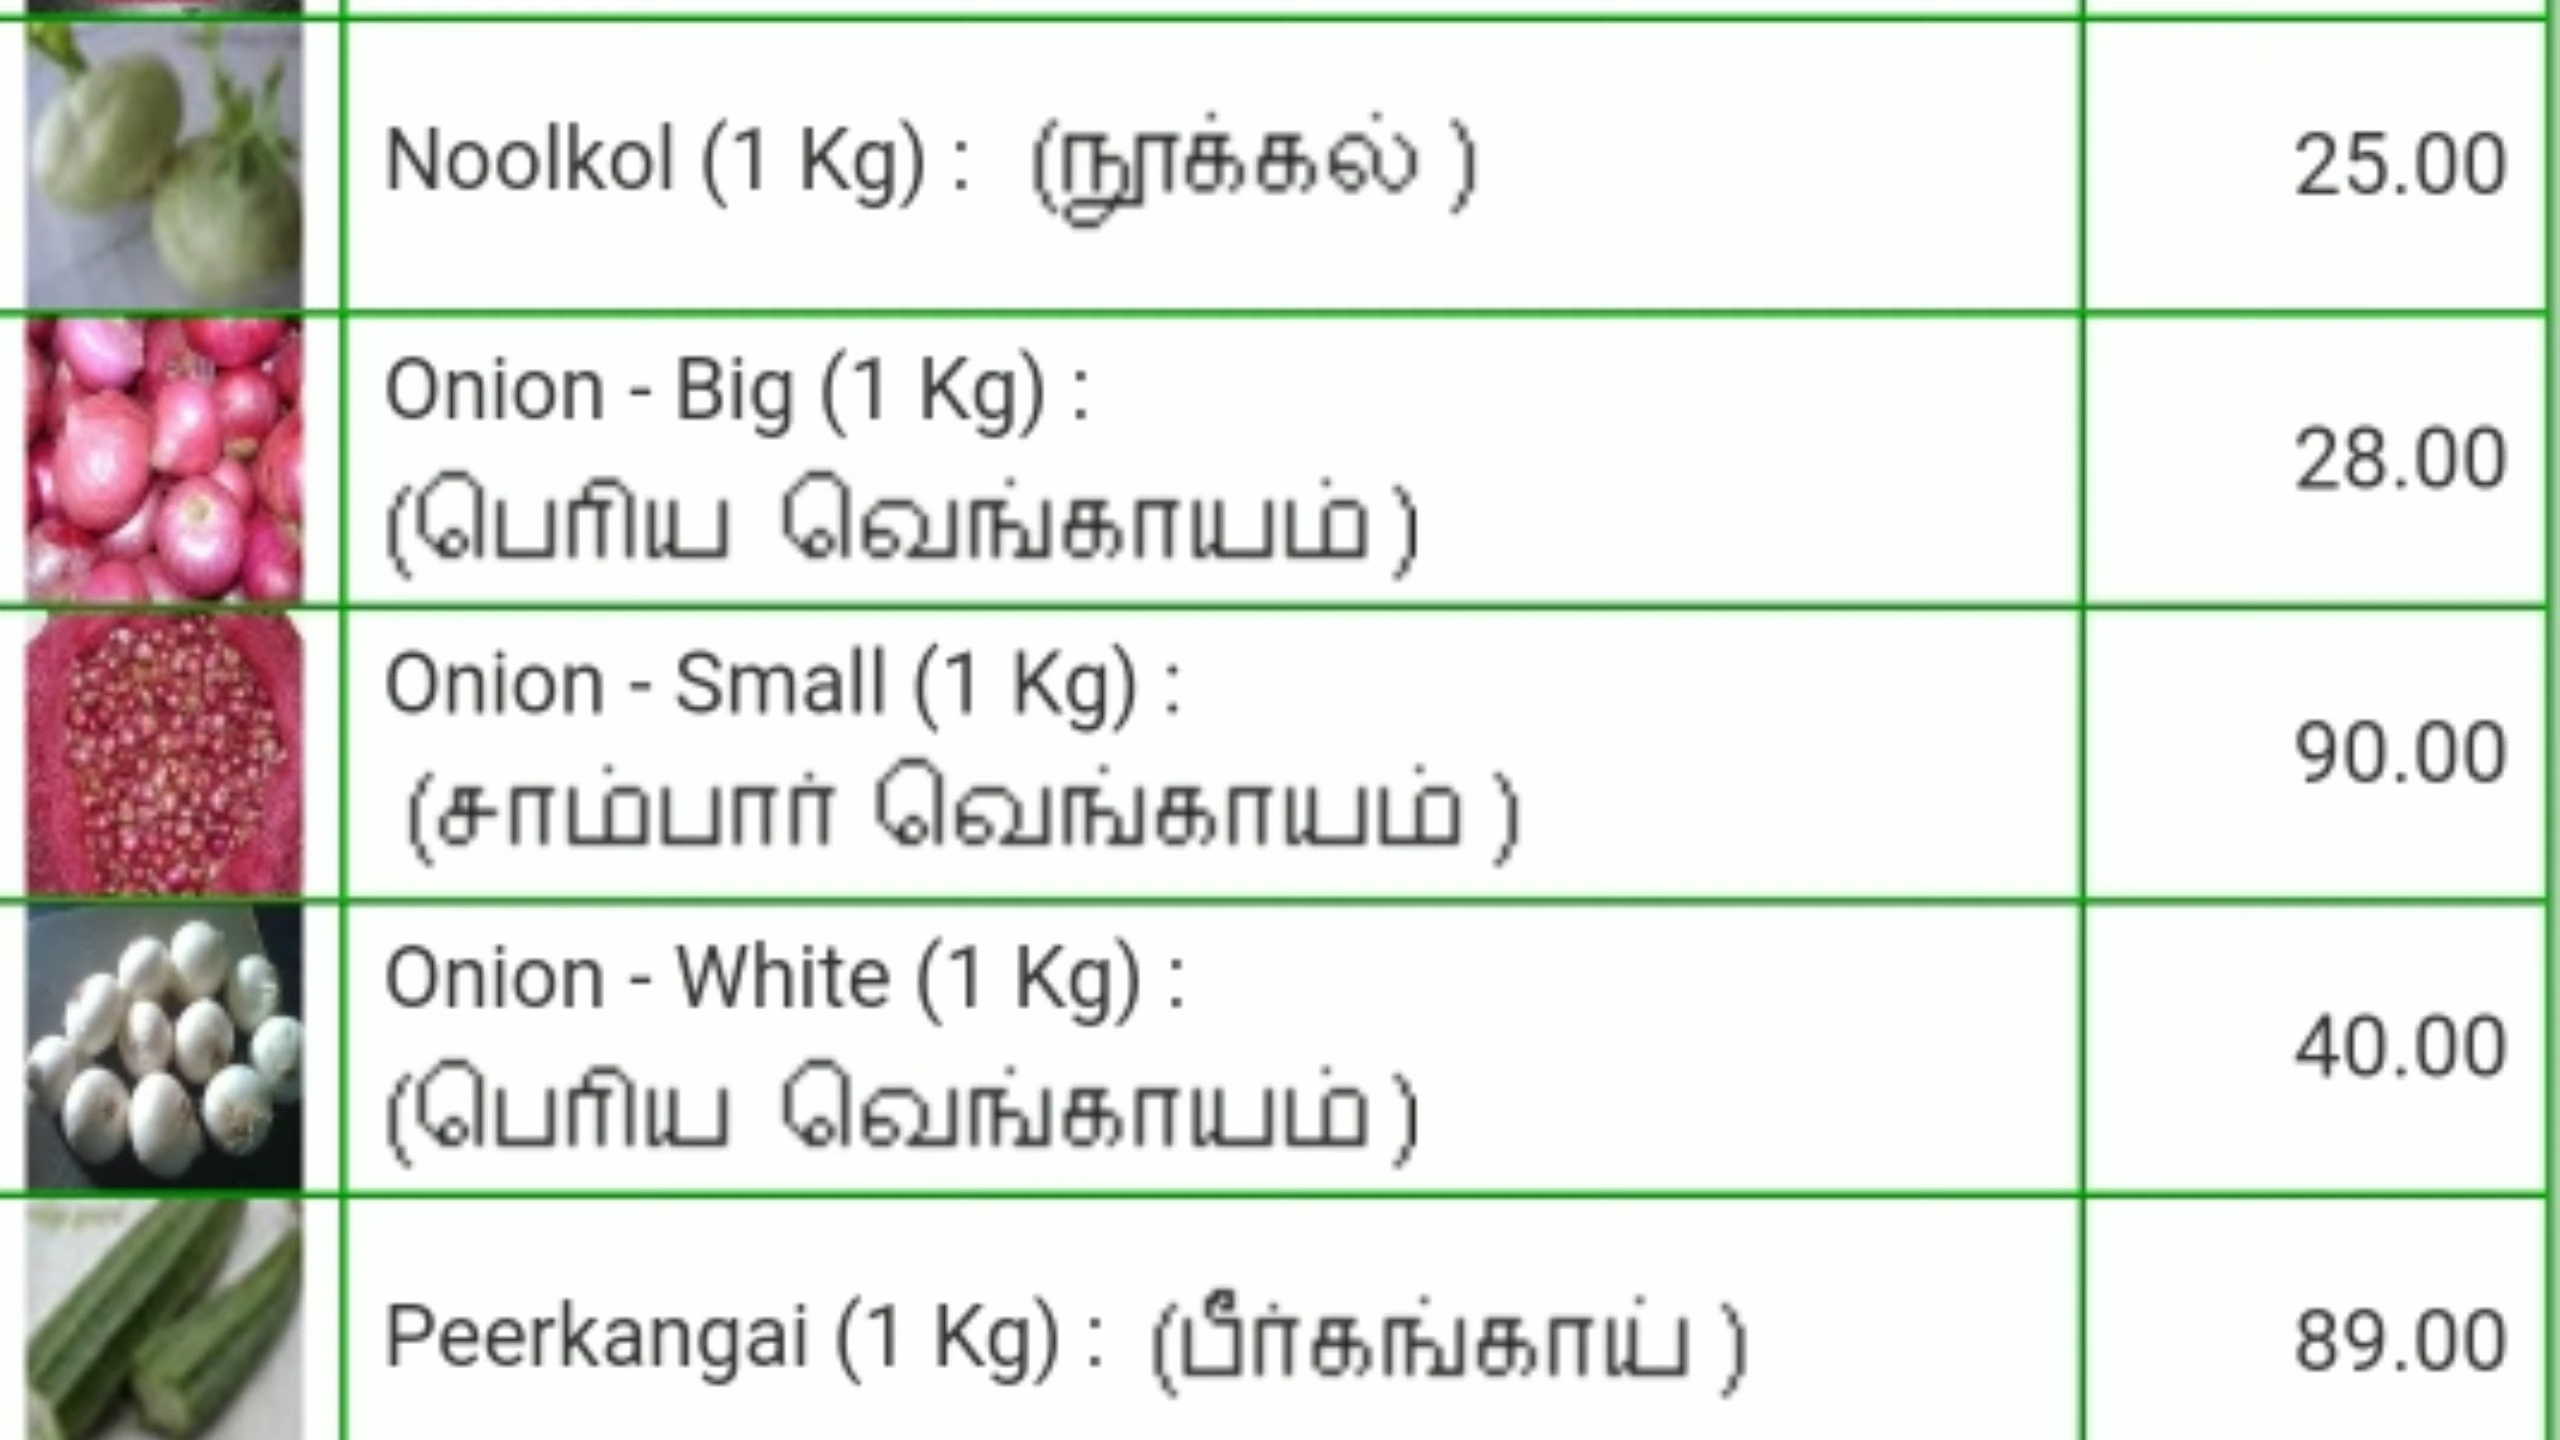 Noolkol (1 Kg) : (நூக்கல் ) 25.00
Onion - Big (1 Kg) :
(பெரிய வெங்காயம் ) 28.00
Onion - Small (1 Kg) :
(சாம்பார் வெங்காயம் ) 90.00
Onion - White (1 Kg) :
(பெரிய வெங்காயம் ) 40.00
Peerkangai (1 Kg) : (பீர்கங்காய் ) 89.00